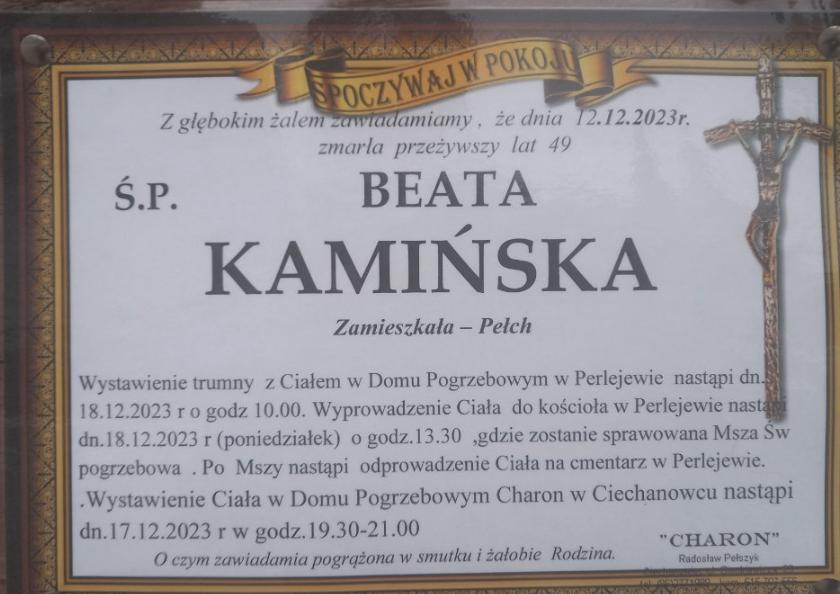 SPOCZYWAJ W POKOJU
Z głębokim żalem zawiadamiamy , że dnia 12.12.2023r.
zmarła przeżywszy lat 49
Ś.P. BEATA
KAMIŃSKA
Zamieszkała – Pełch
Wystawienie trumny z Ciałem w Domu Pogrzebowym w Perlejewie nastąpi dn.
18.12.2023 r o godz 10.00. Wyprowadzenie Ciała do kościoła w Perlejewie nastąpi
dn.18.12.2023 r (poniedziałek) o godz.13.30 ,gdzie zostanie sprawowana Msza Św
pogrzebowa . Po Mszy nastąpi odprowadzenie Ciała na cmentarz w Perlejewie.
.Wystawienie Ciała w Domu Pogrzebowym Charon w Ciechanowcu nastąpi
dn.17.12.2023 r w godz.19.30-21.00
"CHARON"
O czym zawiadamia pogrążona w smutku i żałobie Rodzina.
Radosław Pełszyk